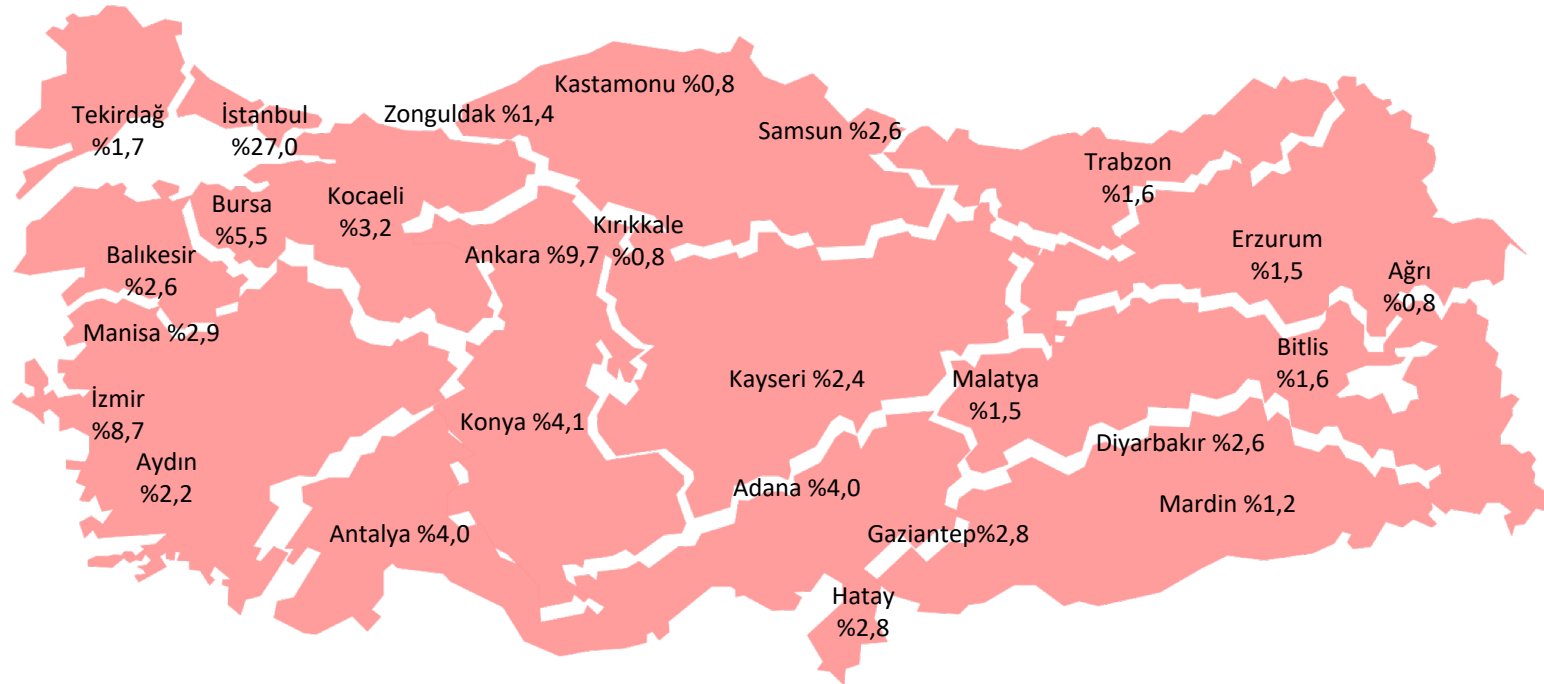 Kastamonu %0,8
Tekirdağ
%1,7
İstanbul
%27,0
Zonguldak %1,4
Samsun %2,6
Trabzon
%1,6
Bursa
%5,5
Kocaeli
%3,2
Kırıkkale
%0,8
Ankara %9,7
Balıkesir
%2,6
Erzurum
%1,5
Ağrı
%0,8
Manisa %2,9
Bitlis
%1,6
Kayseri %2,4
Malatya
%1,5
İzmir
%8,7
Konya %4,1
Diyarbakır %2,6
Aydın
%2,2
Adana %4,0
Mardin %1,2
Antalya %4,0
Gaziantep%2,8
Hatay
%2,8